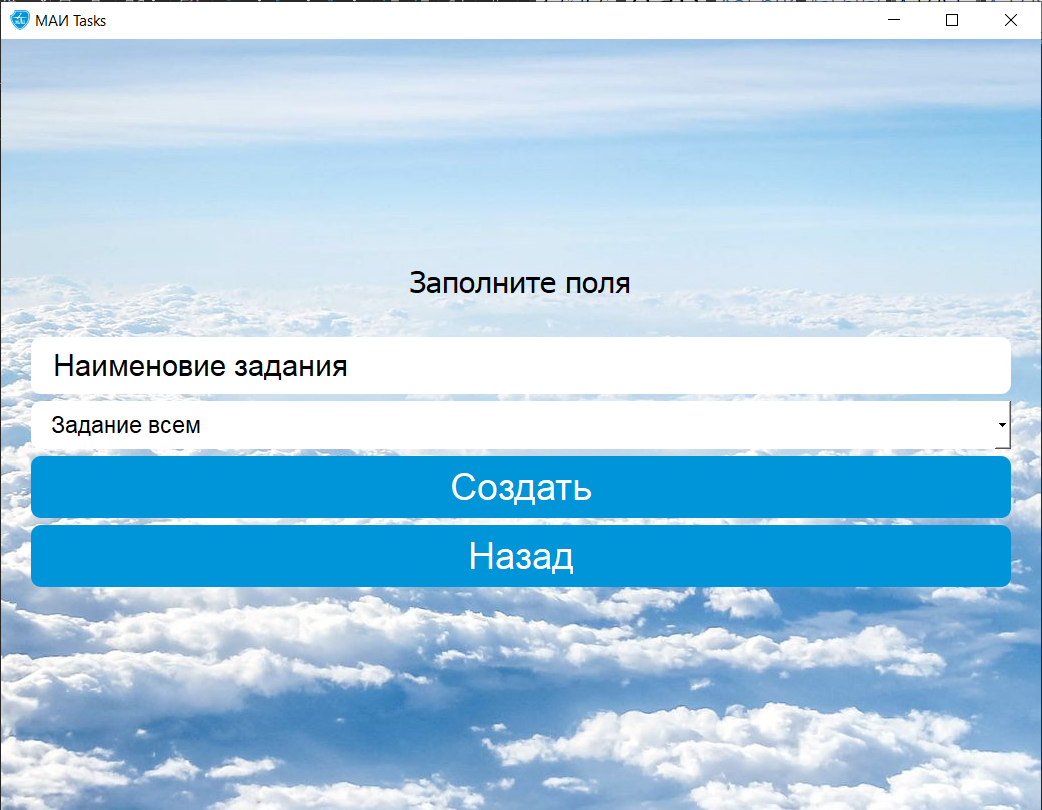 МАИ Tasks
Заполните поля
Наименовие задания
Задание всем
Создать
Назад